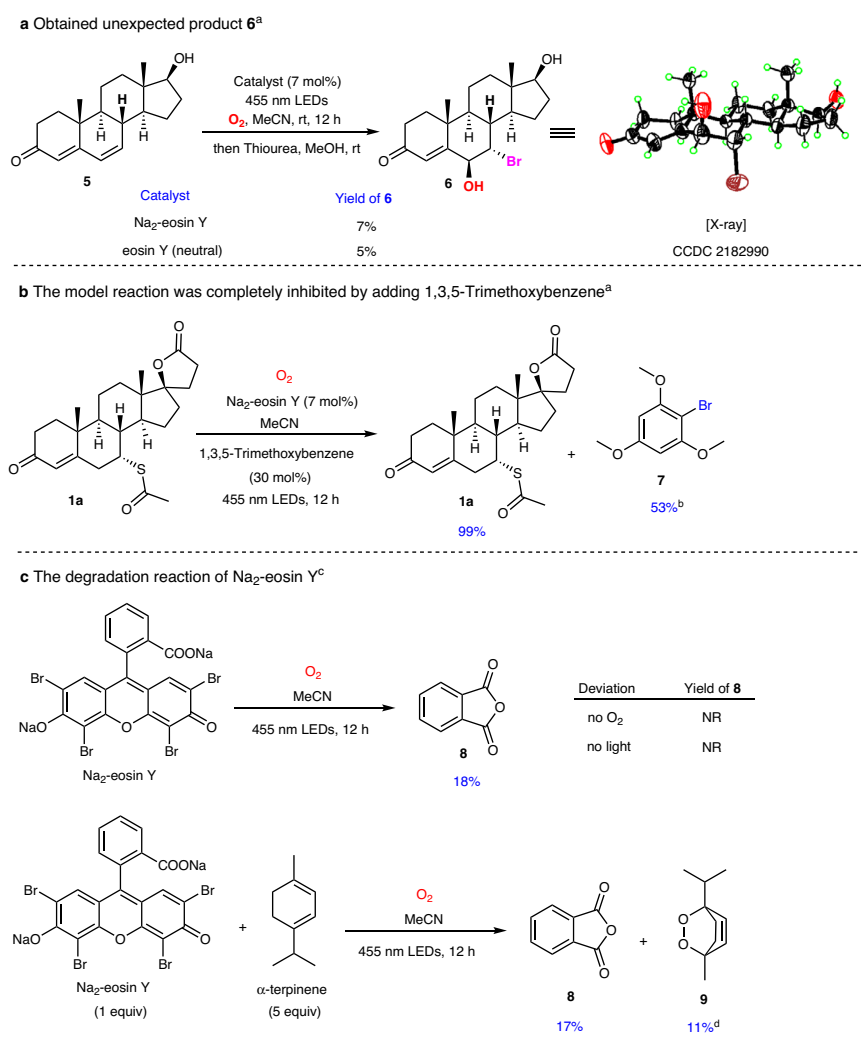 a Obtained unexpected product 6a
OH
H
H
H
O
5
Catalyst (7 mol%)
455 nm LEDs
O2, MeCN, rt, 12 h
then Thiourea, MeOH, rt
OH
H
H
H
O
Br
6
OH
Catalyst
Yield of 6
Na2-eosin Y
7%
[X-ray]
eosin Y (neutral)
5%
CCDC 2182990
b The model reaction was completely inhibited by adding 1,3,5-Trimethoxybenzenea
O
O
H
H
H
O
S
O
1a
O2
Na2-eosin Y (7 mol%)
MeCN
1,3,5-Trimethoxybenzene
(30 mol%)
455 nm LEDs, 12 h
O
O
H
H
H
O
S
O
1a
99%
+
O
Br
O
O
7
53%b
c The degradation reaction of Na2-eosin Yc
COONa
Br
Br
NaO
O
O
Br
Br
Na2-eosin Y
O2
MeCN
455 nm LEDs, 12 h
O
O
O
8
18%
Deviation Yield of 8
no O2 NR
no light NR
COONa
Br
Br
NaO
O
O
Br
Br
Na2-eosin Y
(1 equiv)
+
α-terpinene
(5 equiv)
O2
MeCN
455 nm LEDs, 12 h
O
O
O
8
17%
+
O
O
9
11%d